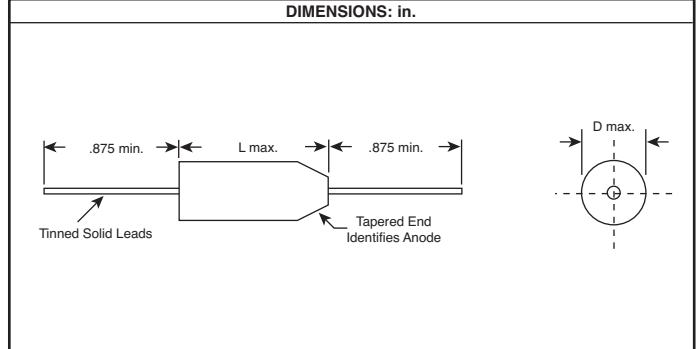 DIMENSIONS: in.
.875 min.
L max.
.875 min.
D max.
Tinned Solid Leads
Tapered End
Identifies Anode